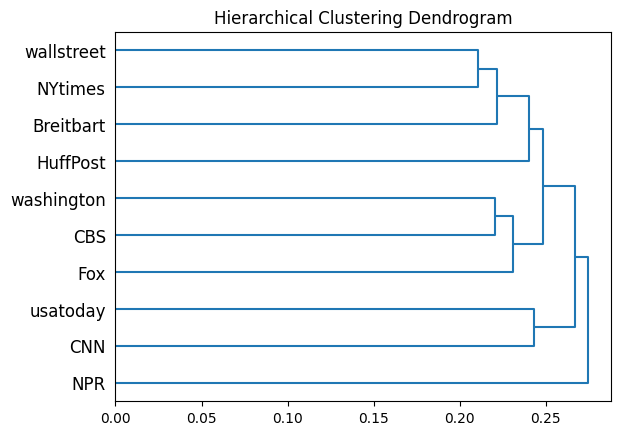 Hierarchical Clustering Dendrogram
wallstreet
NYtimes
Breitbart
HuffPost
washington
CBS
Fox
usatoday
CNN
NPR
0.00 0.05 0.10 0.15 0.20 0.25